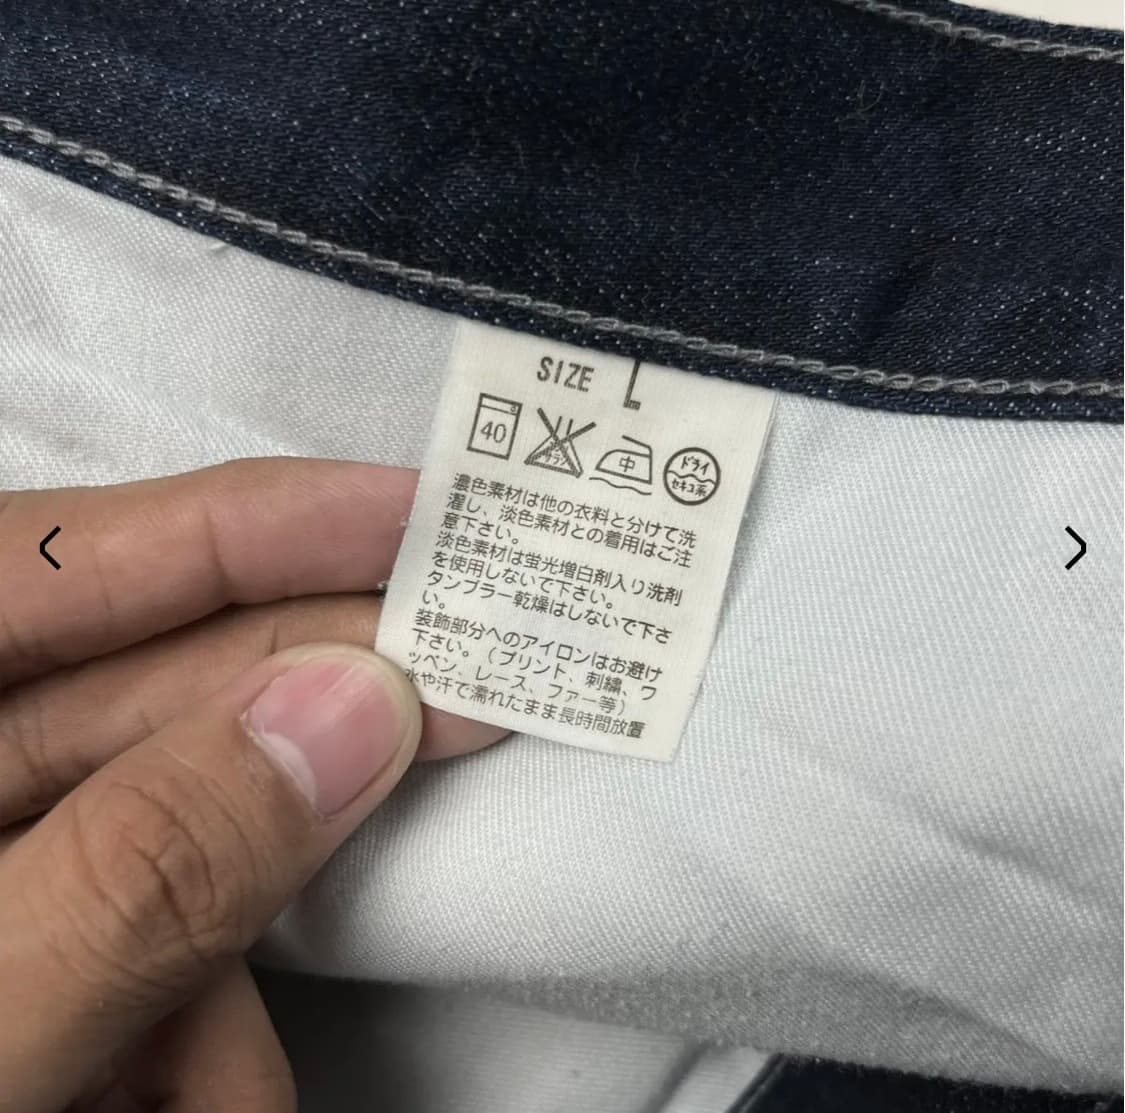 SIZE L
40 サラシ 中 ドライ セキユ系
濃色素材は他の衣料と分けて洗
濯し、淡色素材との着用はご注
意下さい。
淡色素材は蛍光増白剤入り洗剤
を使用しないで下さい。
タンブラー乾燥はしないで下さ
い。
装飾部分へのアイロンはお避け
下さい。（プリント、刺繍、ワ
ッペン、レース、ファー等）
水や汗で濡れたまま長時間放置